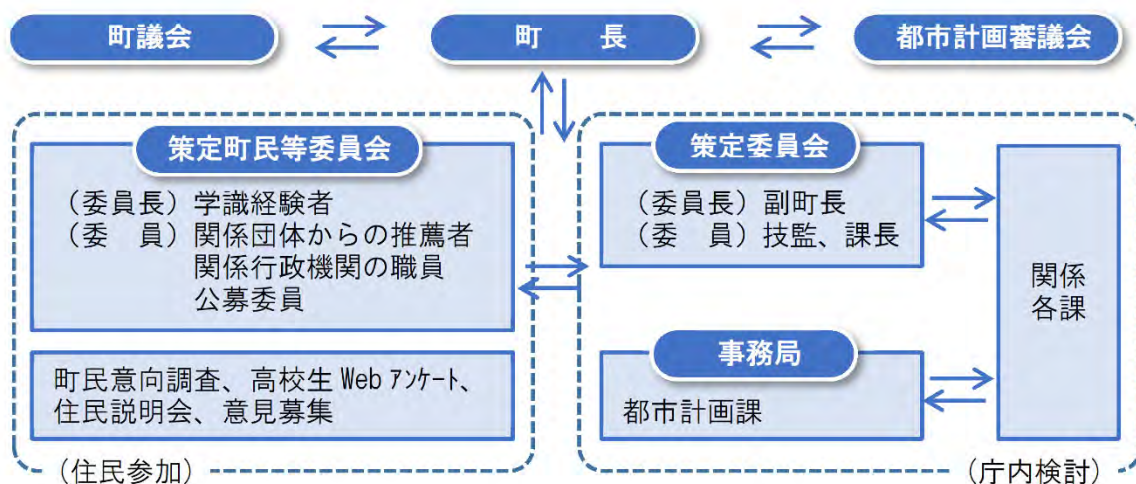 町議会
町　　長
都市計画審議会
策定町民等委員会
（委員長）学識経験者
（委　員）関係団体からの推薦者
関係行政機関の職員
公募委員
町民意向調査、高校生 Web ｱﾝｹｰﾄ、
住民説明会、意見募集
（住民参加）
策定委員会
（委員長）副町長
（委　員）技監、課長
事務局
都市計画課
関係
各課
（庁内検討）